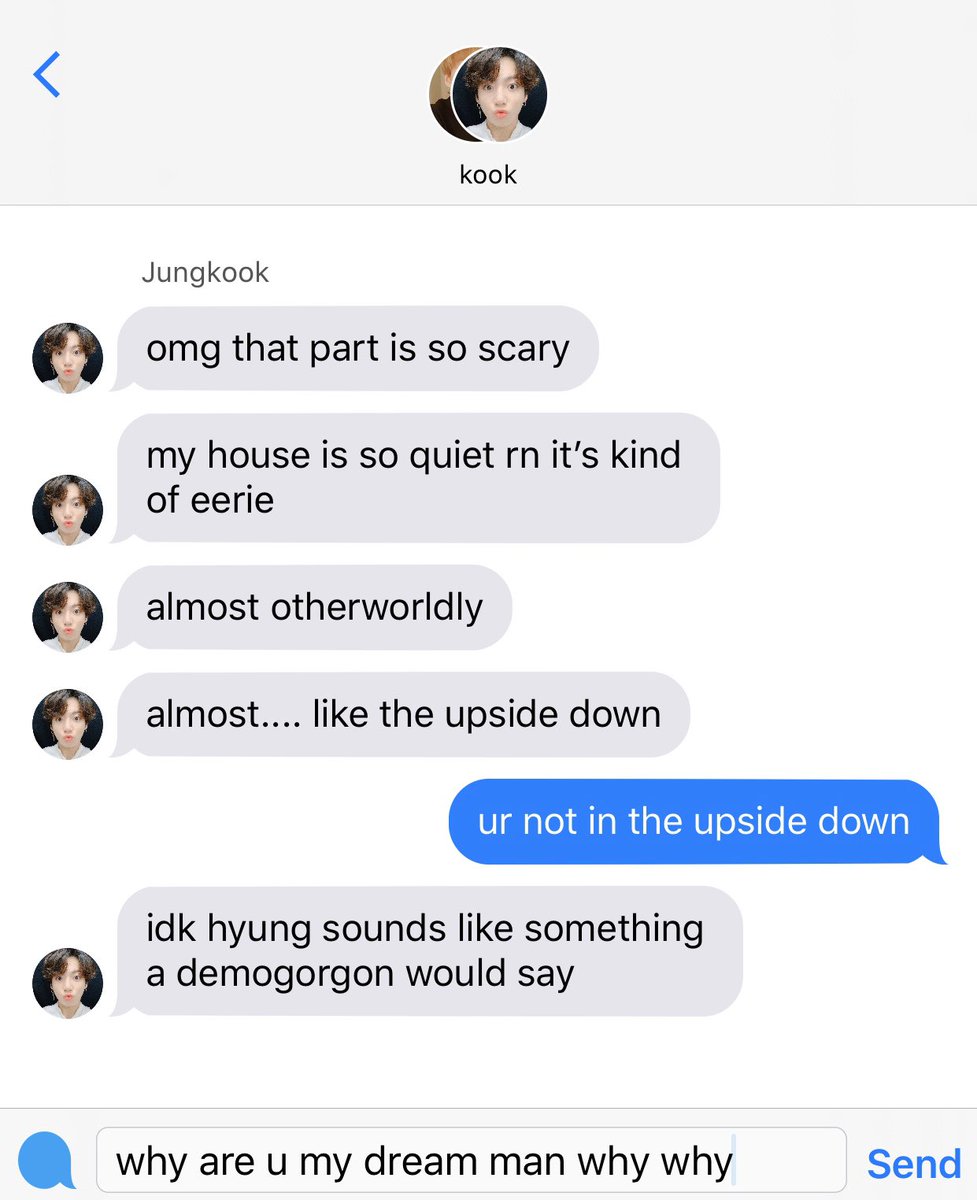 kook
Jungkook
omg that part is so scary
my house is so quiet rn it’s kind
of eerie
almost otherworldly
almost.... like the upside down
ur not in the upside down
idk hyung sounds like something
a demogorgon would say
why are u my dream man why why
Send